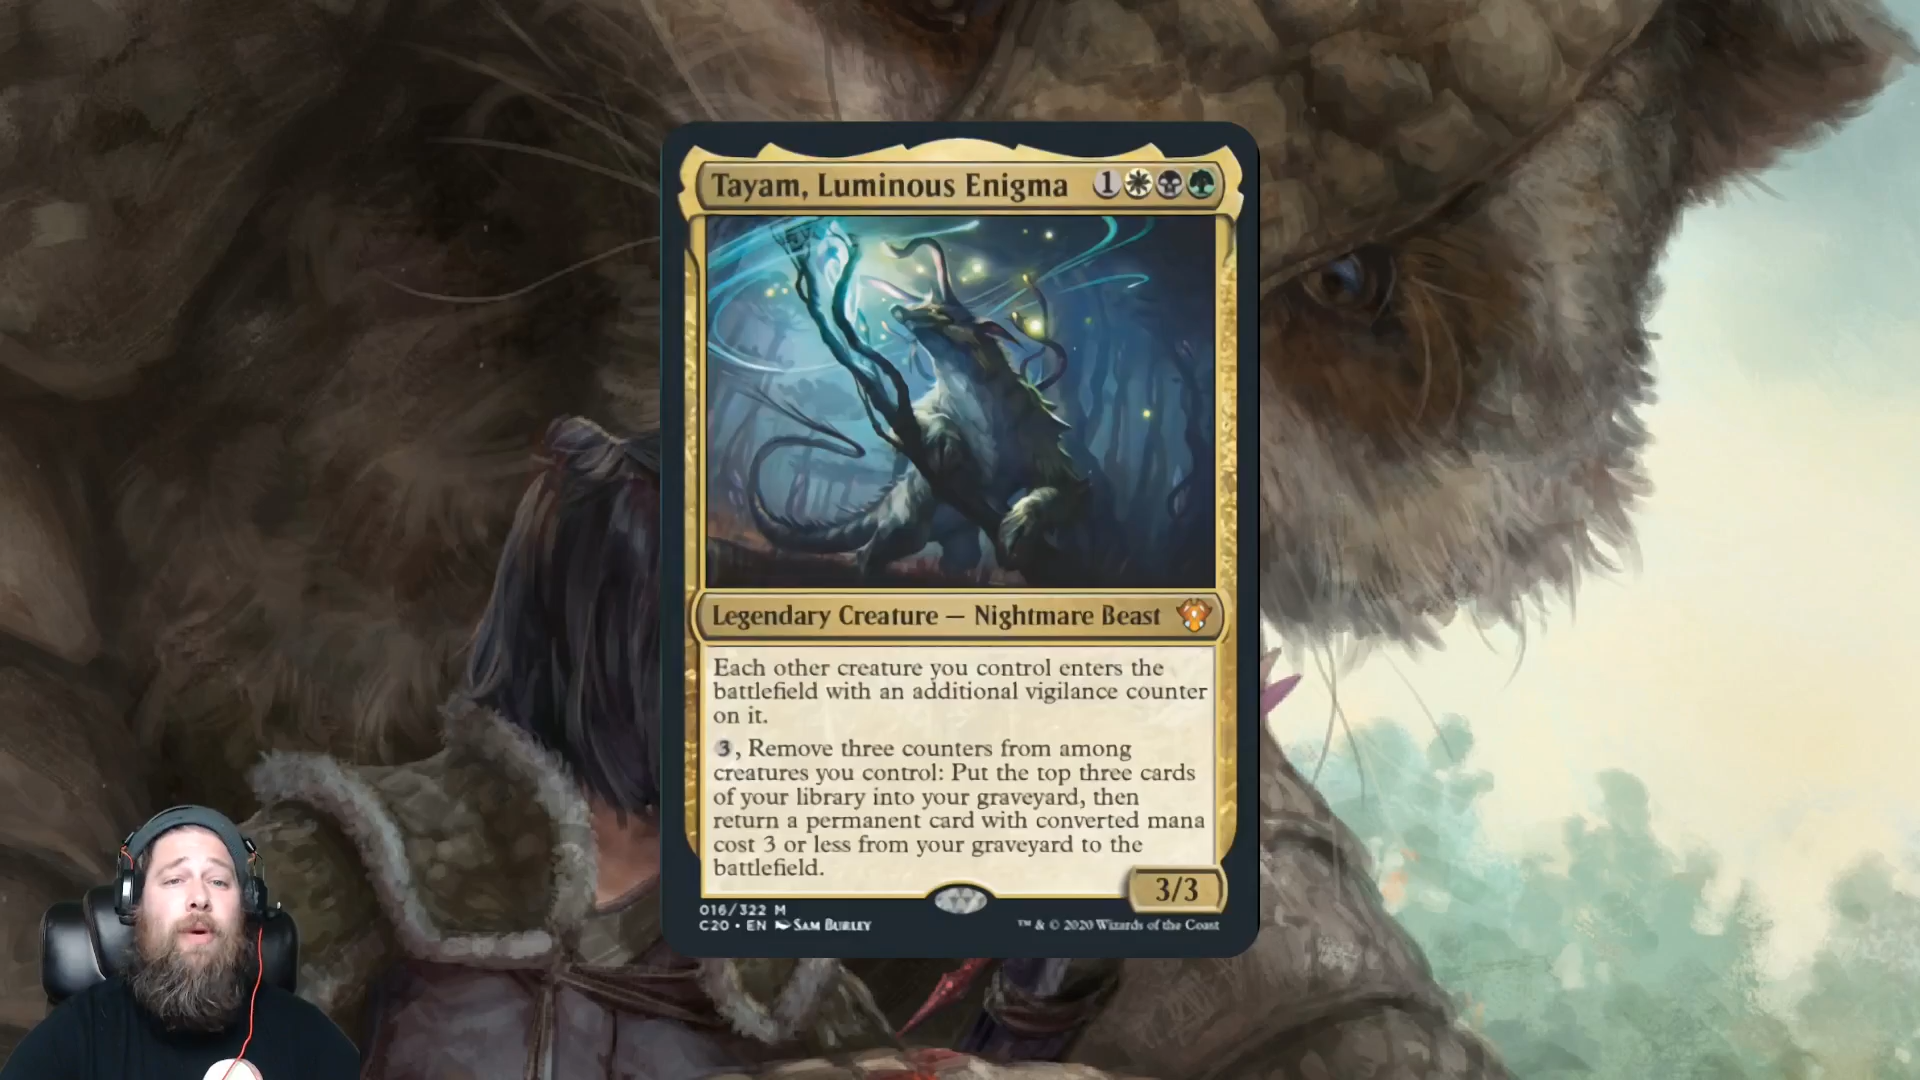 Tayam, Luminous Enigma 1
Legendary Creature — Nightmare Beast
Each other creature you control enters the
battlefield with an additional vigilance counter
on it.
3, Remove three counters from among
creatures you control: Put the top three cards
of your library into your graveyard, then
return a permanent card with converted mana
cost 3 or less from your graveyard to the
battlefield.
3/3
016/322 M
C20 • EN SAM BURLEY
™ & © 2020 Wizards of the Coast